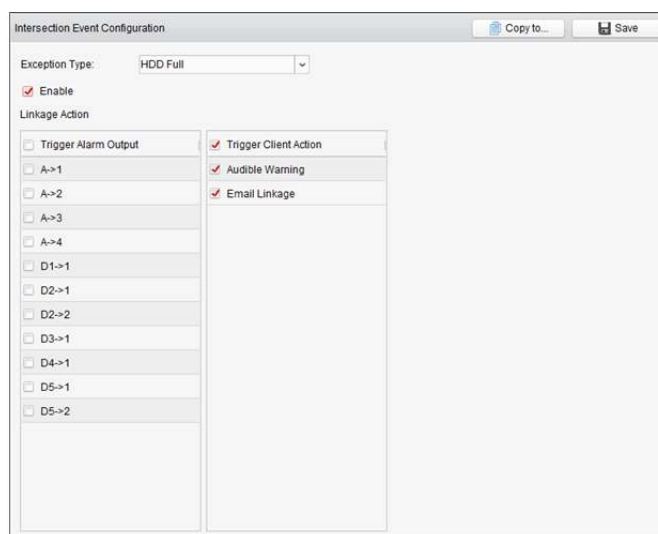 Intersection Event Configuration
Copy to...
Save
Exception Type:
HDD Full
Enable
Linkage Action
Trigger Alarm Output
A->1
A->2
A->3
A->4
D1->1
D2->1
D2->2
D3->1
D4->1
D5->1
D5->2
Trigger Client Action
Audible Warning
Email Linkage